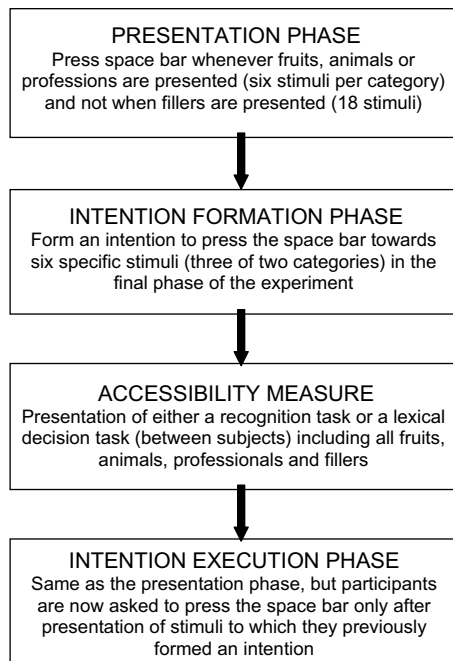 PRESENTATION PHASE
Press space bar whenever fruits, animals or
professions are presented (six stimuli per category)
and not when fillers are presented (18 stimuli)
INTENTION FORMATION PHASE
Form an intention to press the space bar towards
six specific stimuli (three of two categories) in the
final phase of the experiment
ACCESSIBILITY MEASURE
Presentation of either a recognition task or a lexical
decision task (between subjects) including all fruits,
animals, professionals and fillers
INTENTION EXECUTION PHASE
Same as the presentation phase, but participants
are now asked to press the space bar only after
presentation of stimuli to which they previously
formed an intention